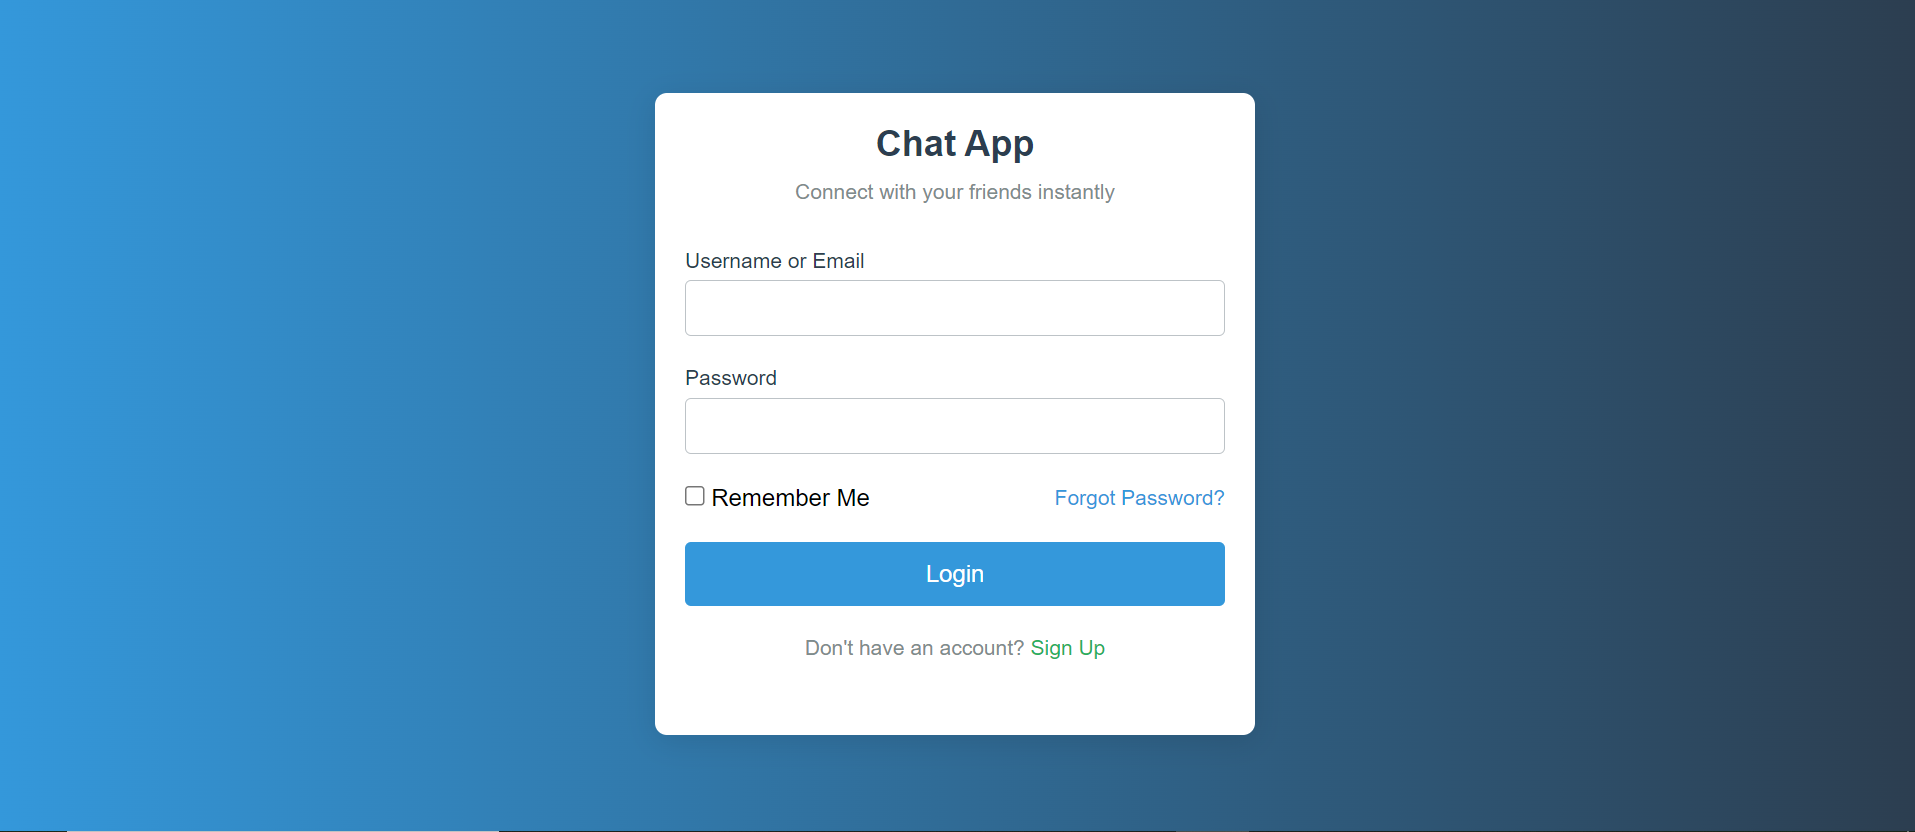 Chat App
Connect with your friends instantly
Username or Email
Password
Remember Me Forgot Password?
Login
Don't have an account? Sign Up